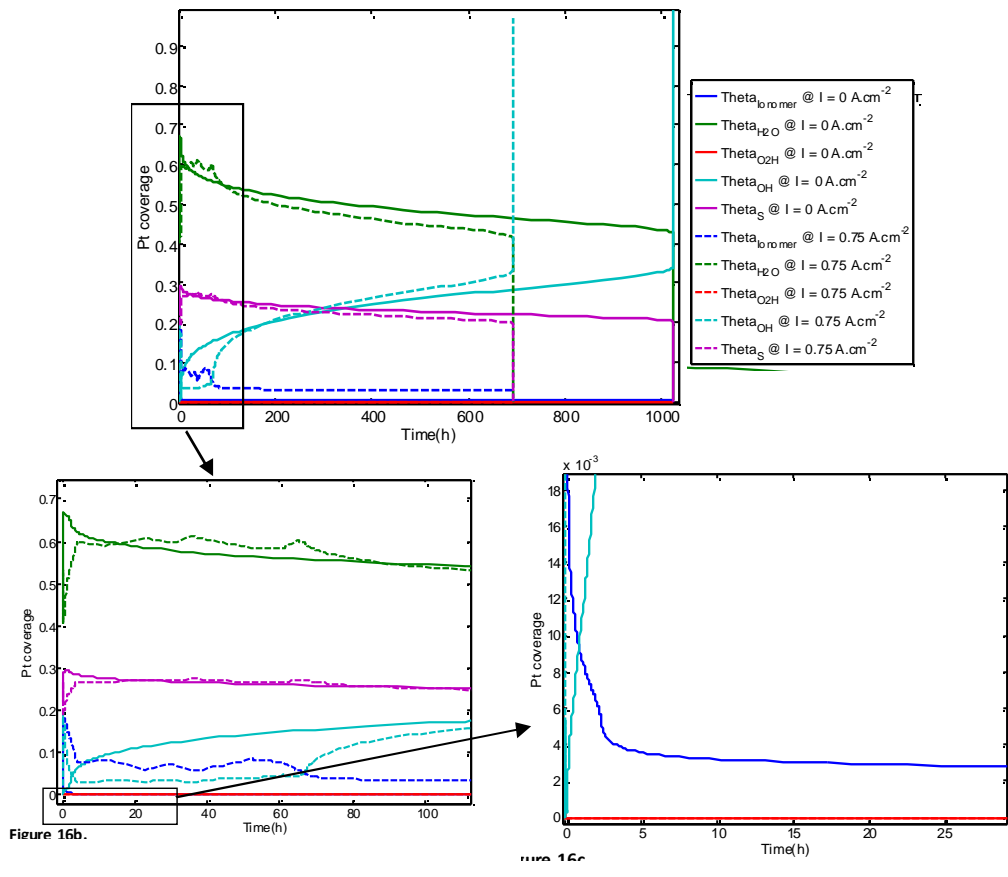 0.9
0.8
0.7
0.6
0.5
0.4
0.3
0.2
0.1
0
Pt coverage
0 200 400 600 800 1000
Time(h)
Theta_Ionomer @ I = 0 A.cm^-2
Theta_H2O @ I = 0 A.cm^-2
Theta_O2H @ I = 0 A.cm^-2
Theta_OH @ I = 0 A.cm^-2
Theta_S @ I = 0 A.cm^-2
Theta_Ionomer @ I = 0.75 A.cm^-2
Theta_H2O @ I = 0.75 A.cm^-2
Theta_O2H @ I = 0.75 A.cm^-2
Theta_OH @ I = 0.75 A.cm^-2
Theta_S @ I = 0.75 A.cm^-2
0.7
0.6
0.5
0.4
0.3
0.2
0.1
0
Pt coverage
0 20 40 60 80 100
Time(h)
Figure 16b.
x 10^-3
18
16
14
12
10
8
6
4
2
0
Pt coverage
0 5 10 15 20 25
Time(h)
16c